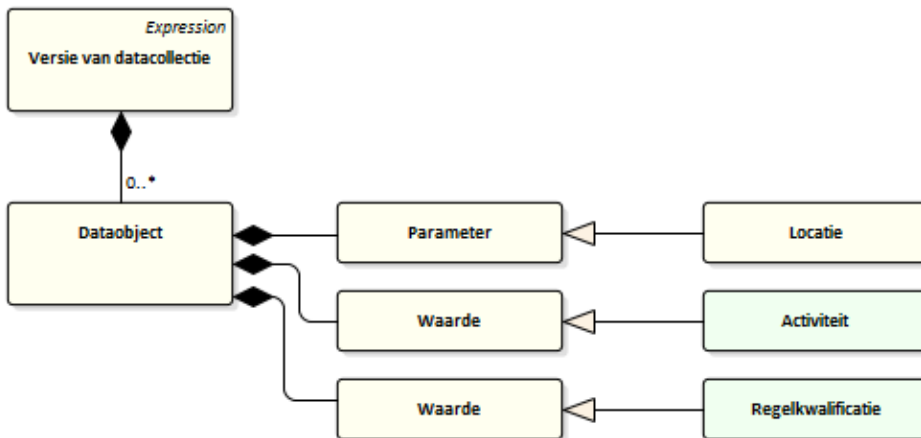 Expression
Versie van datacollectie
0..*
Dataobject
Parameter
Locatie
Waarde
Activiteit
Waarde
Regelkwalificatie